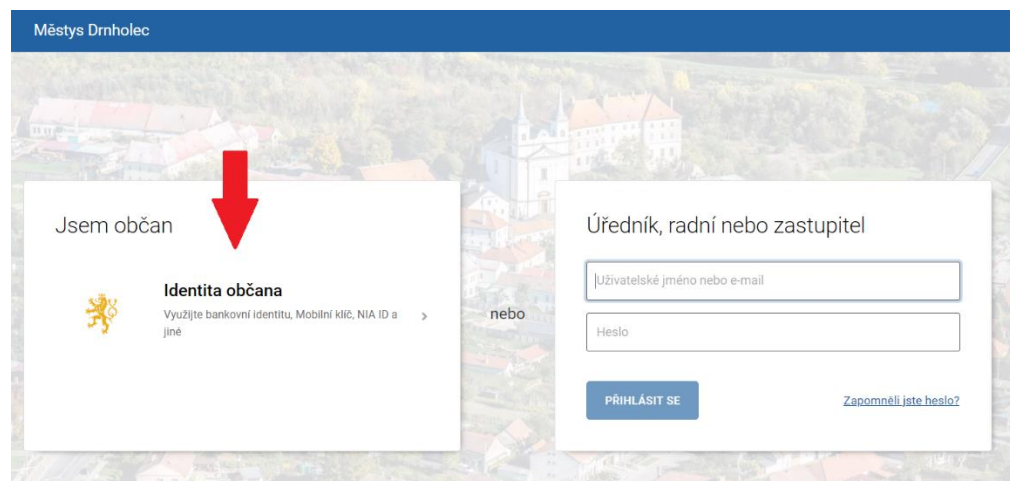 Městys Drnholec
Jsem občan
Identita občana
Využijte bankovní identitu, Mobilní klíč, NIA ID a
jiné
nebo
Úředník, radní nebo zastupitel
Uživatelské jméno nebo e-mail
Heslo
PŘIHLÁSIT SE
Zapomněli jste heslo?